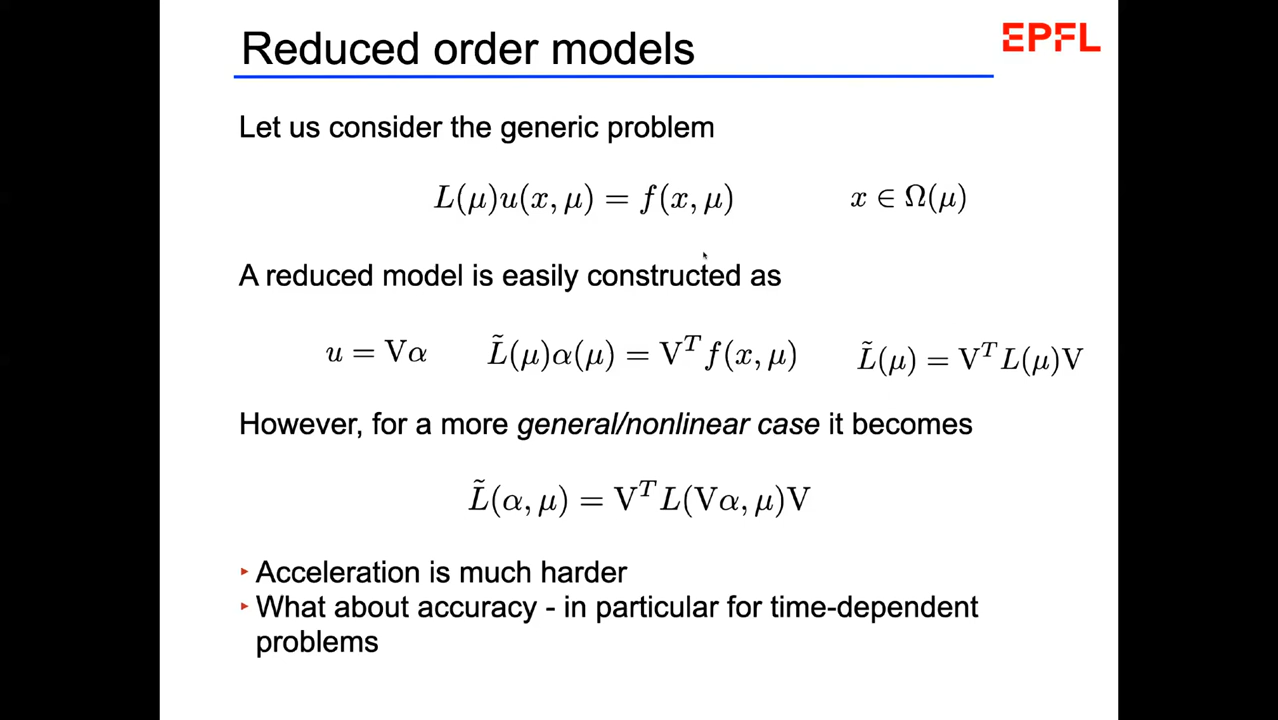 Reduced order models
EPFL
Let us consider the generic problem
L(μ)u(x, μ) = f(x, μ) x ∈ Ω(μ)
A reduced model is easily constructed as
u = Vα L̃(μ)α(μ) = V^T f(x, μ) L̃(μ) = V^T L(μ)V
However, for a more general/nonlinear case it becomes
L̃(α, μ) = V^T L(Vα, μ)V
‣ Acceleration is much harder
‣ What about accuracy - in particular for time-dependent
problems